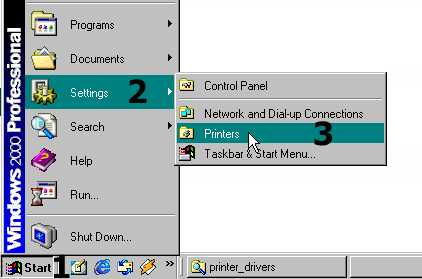 Programs
Documents
Settings 2
Control Panel
Network and Dial-up Connections
Printers 3
Taskbar & Start Menu...
Search
Help
Run...
Shut Down...
Windows 2000 Professional
Start 1
printer_drivers